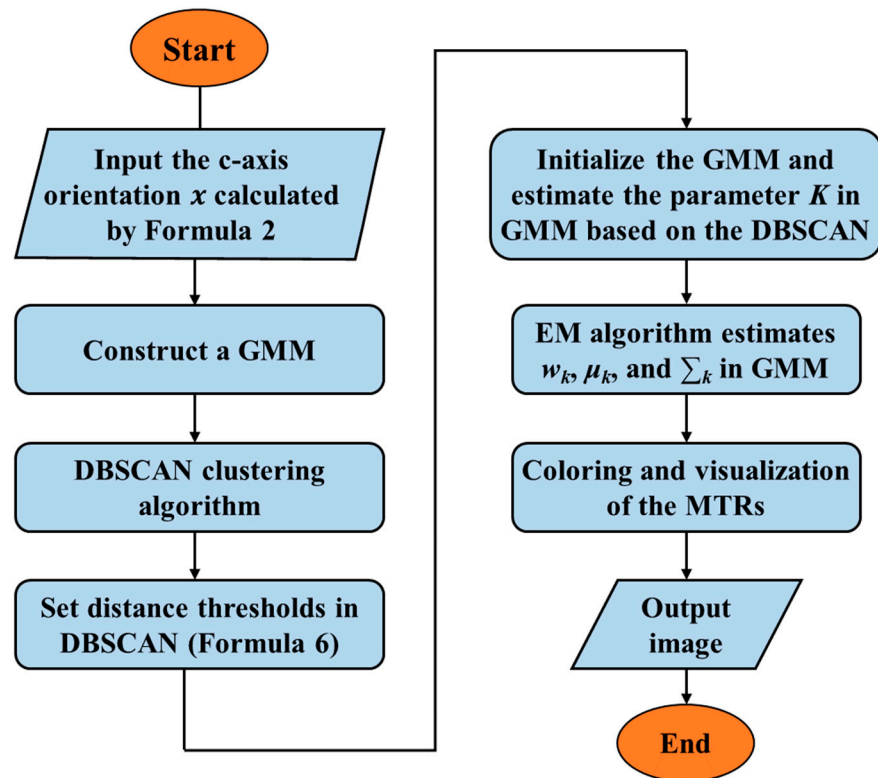 Start
Input the c-axis
orientation x calculated
by Formula 2
Construct a GMM
DBSCAN clustering
algorithm
Set distance thresholds in
DBSCAN (Formula 6)
Initialize the GMM and
estimate the parameter K in
GMM based on the DBSCAN
EM algorithm estimates
wₖ, μₖ, and ∑ₖ in GMM
Coloring and visualization
of the MTRs
Output
image
End